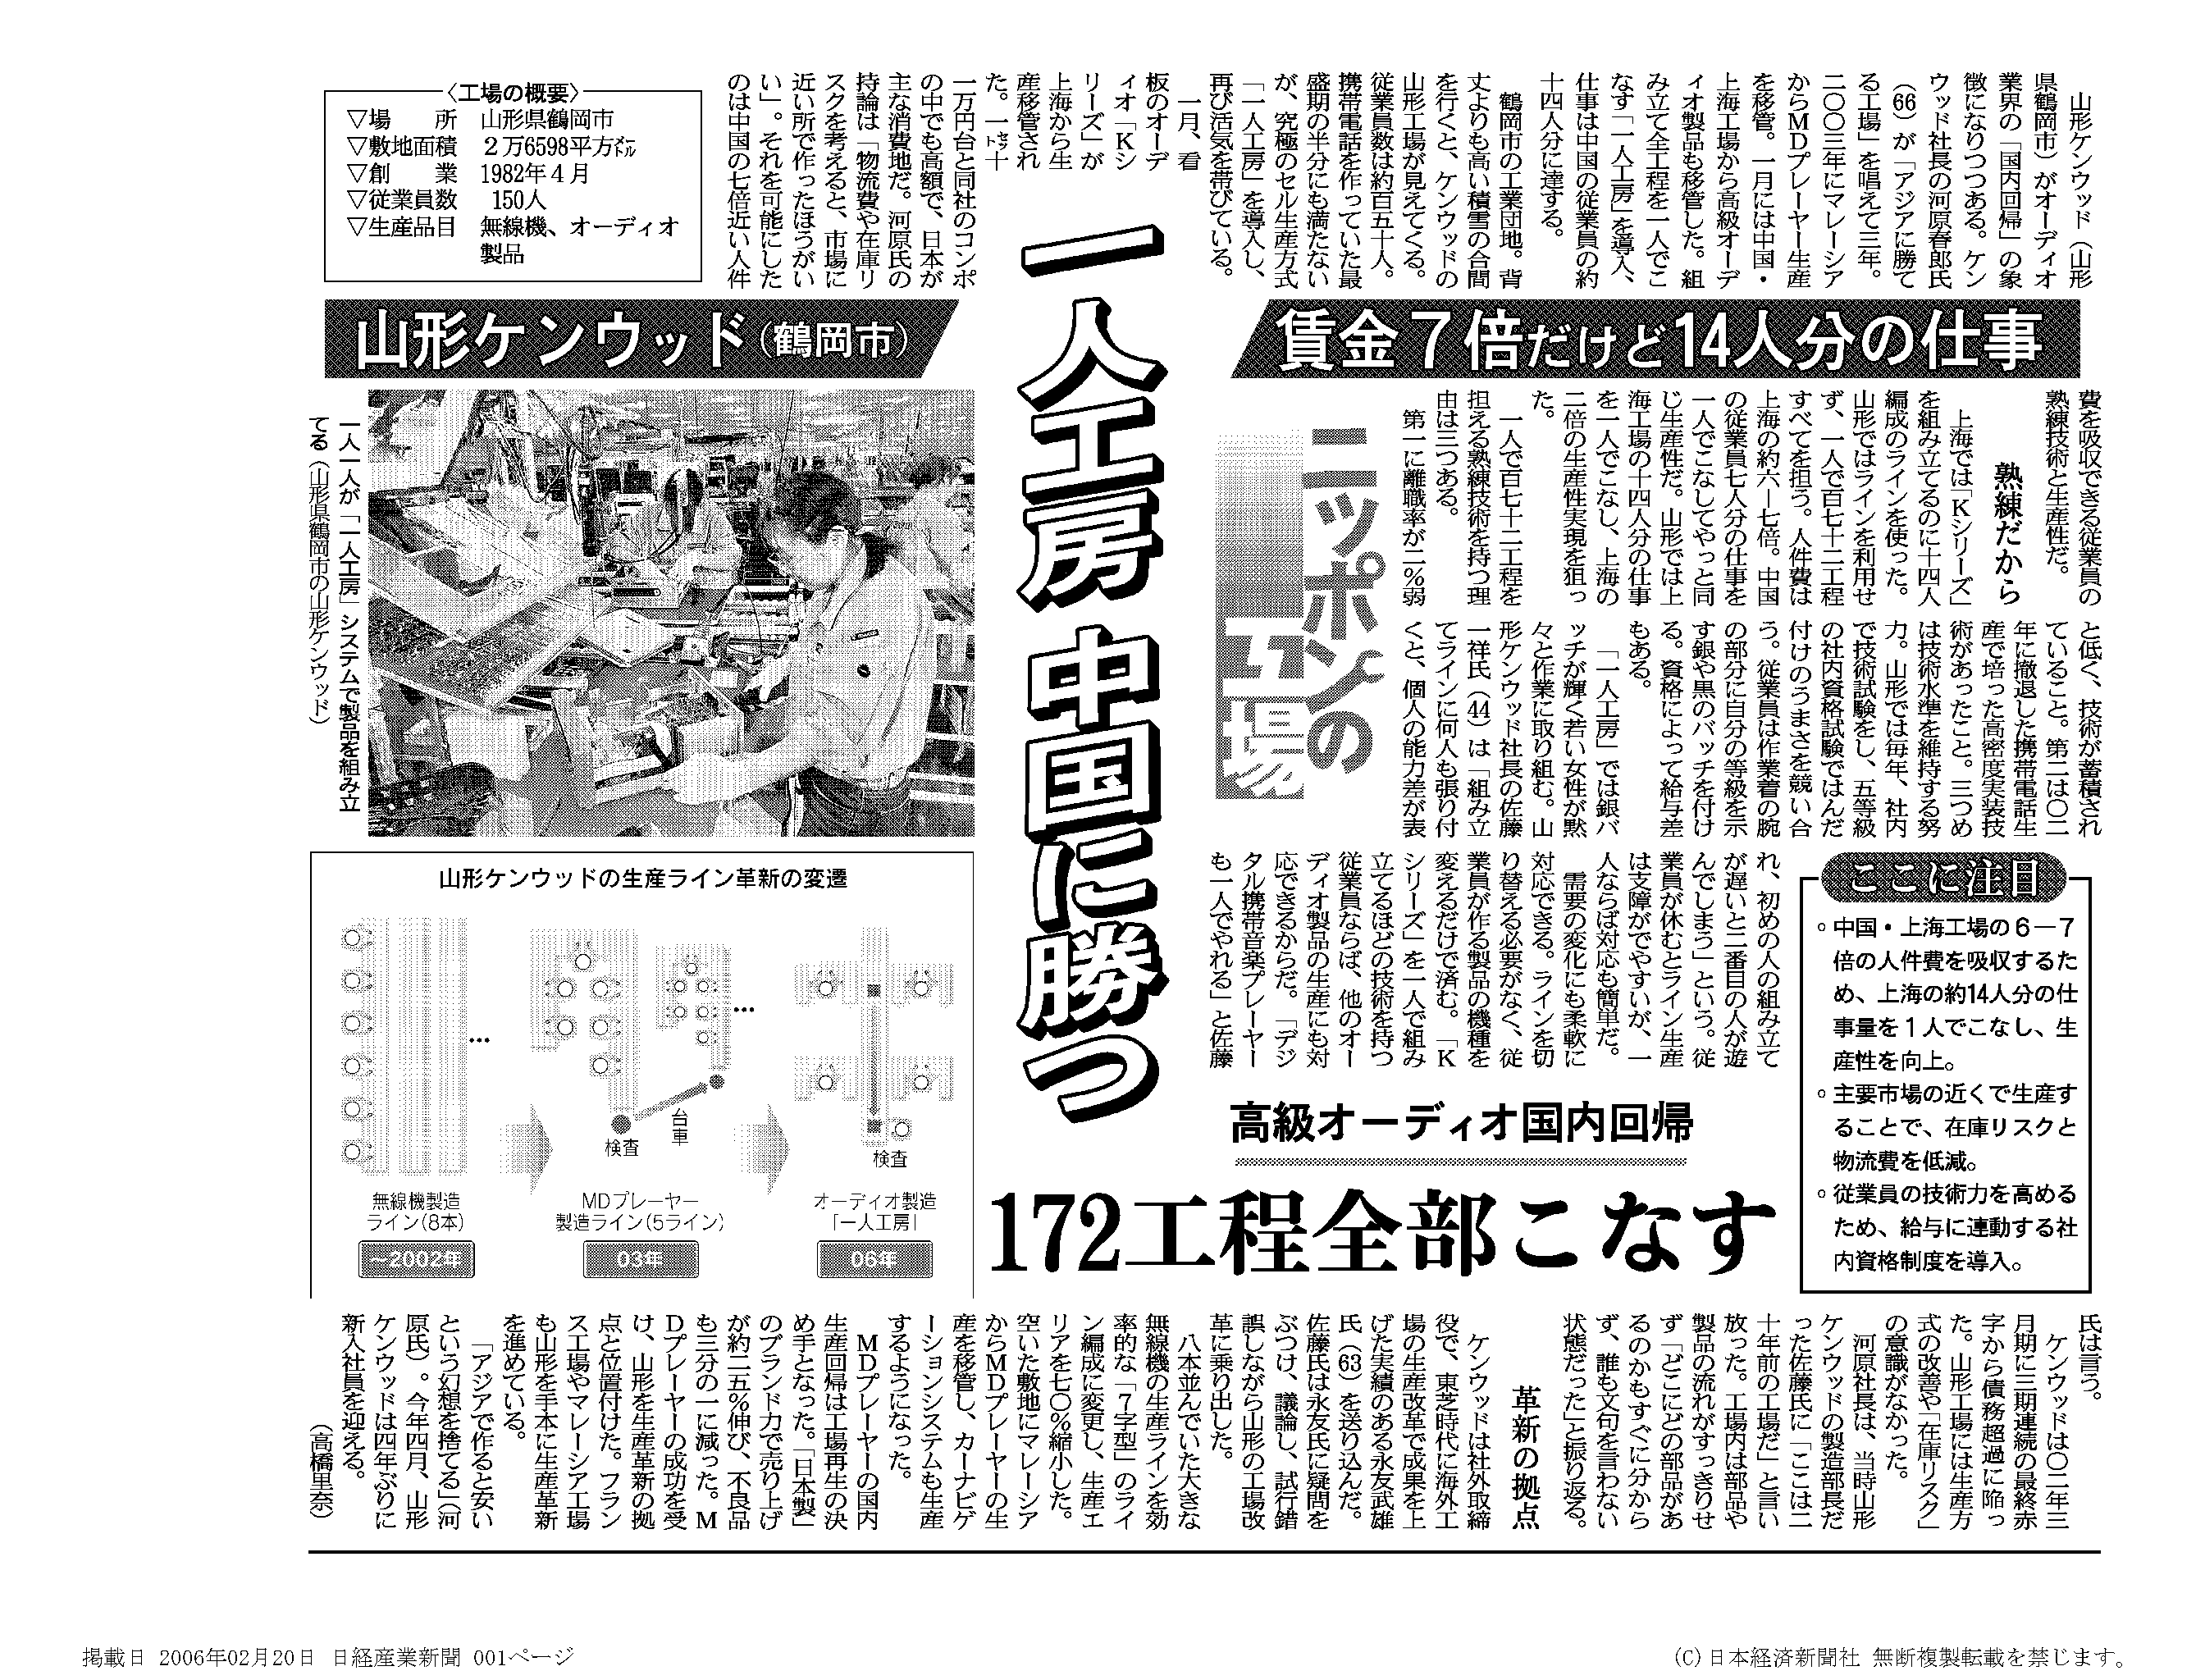 賃金7倍だけど14人分の仕事
山形ケンウッド(鶴岡市)
一人工房 中国に勝つ
高級オーディオ国内回帰
172工程全部こなす
ニッポンの
工場
山形ケンウッド(山形
県鶴岡市)がオーディオ
業界の「国内回帰」の象
徴になりつつある。ケン
ウッド社長の河原春郎氏
(66)が「アジアに勝て
る工場」を唱えて三年。
二〇〇三年にマレーシア
からMDプレーヤー生産
を移管。一月には中国・
上海工場から高級オーデ
ィオ製品も移管した。組
み立て全工程を一人でこ
なす「一人工房」を導入、
仕事は中国の従業員の約
十四人分に達する。
鶴岡市の工業団地。背
丈よりも高い積雪の合間
を行くと、ケンウッドの
山形工場が見えてくる。
従業員数は約百五十人。
携帯電話を作っていた最
盛期の半分にも満たない
が、究極のセル生産方式
「一人工房」を導入し、
再び活気を帯びている。
一月、看
板のオーデ
ィオ「Kシ
リーズ」が
上海から生
産移管され
た。一セット十
一万円台と同社のコンポ
の中でも高額で、日本が
主な消費地だ。河原氏の
持論は「物流費や在庫リ
スクを考えると、市場に
近い所で作ったほうがい
い」。それを可能にした
のは中国の七倍近い人件
費を吸収できる従業員の
熟練技術と生産性だ。
熟練だから
上海では「Kシリーズ」
を組み立てるのに十四人
編成のラインを使った。
山形ではラインを利用せ
ず、一人で百七十二工程
すべてを担う。人件費は
上海の約六―七倍。中国
の従業員七人分の仕事を
一人でこなしてやっと同
じ生産性だ。山形では上
海工場の十四人分の仕事
を一人でこなし、上海の
二倍の生産性実現を狙っ
た。
一人で百七十二工程を
担える熟練技術を持つ理
由は三つある。
第一に離職率が二%弱
と低く、技術が蓄積され
ていること。第二は〇二
年に撤退した携帯電話生
産で培った高密度実装技
術があったこと。三つめ
は技術水準を維持する努
力。山形では毎年、社内
で技術試験をし、五等級
の社内資格試験ではんだ
付けのうまさを競い合
う。従業員は作業着の腕
の部分に自分の等級を示
す銀や黒のバッチを付け
る。資格によって給与差
もある。
「一人工房」では銀バ
ッチが輝く若い女性が黙
々と作業に取り組む。山
形ケンウッド社長の佐藤
一祥氏(44)は「組み立
てラインに何人も張り付
くと、個人の能力差が表
れ、初めの人の組み立て
が遅いと二番目の人が遊
んでしまう」という。従
業員が休むとライン生産
は支障がでやすいが、一
人ならば対応も簡単だ。
需要の変化にも柔軟に
対応できる。ラインを切
り替える必要がなく、従
業員が作る製品の機種を
変えるだけで済む。「K
シリーズ」を一人で組み
立てるほどの技術を持つ
従業員ならば、他のオー
ディオ製品の生産にも対
応できるからだ。「デジ
タル携帯音楽プレーヤー
も一人でやれる」と佐藤
氏は言う。
ケンウッドは〇二年三
月期に三期連続の最終赤
字から債務超過に陥っ
た。山形工場には生産方
式の改善や「在庫リスク」
の意識がなかった。
河原社長は、当時山形
ケンウッドの製造部長だ
った佐藤氏に「ここは二
十年前の工場だ」と言い
放った。工場内は部品や
製品の流れがすっきりせ
ず「どこにどの部品があ
るのかもすぐに分から
ず、誰も文句を言わない
状態だった」と振り返る。
革新の拠点
ケンウッドは社外取締
役で、東芝時代に海外工
場の生産改革で成果を上
げた実績のある永友武雄
氏(63)を送り込んだ。
佐藤氏は永友氏に疑問を
ぶつけ、議論し、試行錯
誤しながら山形の工場改
革に乗り出した。
八本並んでいた大きな
無線機の生産ラインを効
率的な「7字型」のライ
ン編成に変更し、生産エ
リアを七〇%縮小した。
空いた敷地にマレーシア
からMDプレーヤーの生
産を移管し、カーナビゲ
ーションシステムも生産
するようになった。
MDプレーヤーの国内
生産回帰は工場再生の決
め手となった。「日本製」
のブランド力で売り上げ
が約二五%伸び、不良品
も三分の一に減った。M
Dプレーヤーの成功を受
け、山形を生産革新の拠
点と位置付けた。フラン
ス工場やマレーシア工場
も山形を手本に生産革新
を進めている。
「アジアで作ると安い
という幻想を捨てる」(河
原氏)。今年四月、山形
ケンウッドは四年ぶりに
新入社員を迎える。
(高橋里奈)
〈工場の概要〉
▽場　所 山形県鶴岡市
▽敷地面積 2万6598平方メートル
▽創　業 1982年4月
▽従業員数 150人
▽生産品目 無線機、オーディオ
製品
一人一人が「一人工房」システムで製品を組み立
てる(山形県鶴岡市の山形ケンウッド)
ここに注目
◦中国・上海工場の6―7
倍の人件費を吸収するた
め、上海の約14人分の仕
事量を1人でこなし、生
産性を向上。
◦主要市場の近くで生産す
ることで、在庫リスクと
物流費を低減。
◦従業員の技術力を高める
ため、給与に連動する社
内資格制度を導入。
山形ケンウッドの生産ライン革新の変遷
…
…
検査
台車
検査
無線機製造
ライン(8本)
〜2002年
MDプレーヤー
製造ライン(5ライン)
03年
オーディオ製造
「一人工房」
06年
掲載日 2006年02月20日 日経産業新聞 001ページ
(C)日本経済新聞社 無断複製転載を禁じます。